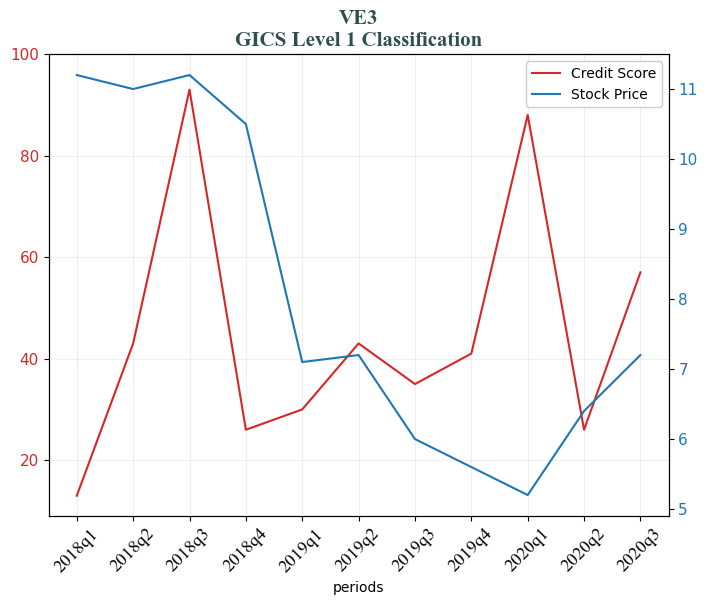 VE3
GICS Level 1 Classification
Credit Score
Stock Price
100
80
60
40
20
11
10
9
8
7
6
5
2018q1
2018q2
2018q3
2018q4
2019q1
2019q2
2019q3
2019q4
2020q1
2020q2
2020q3
periods